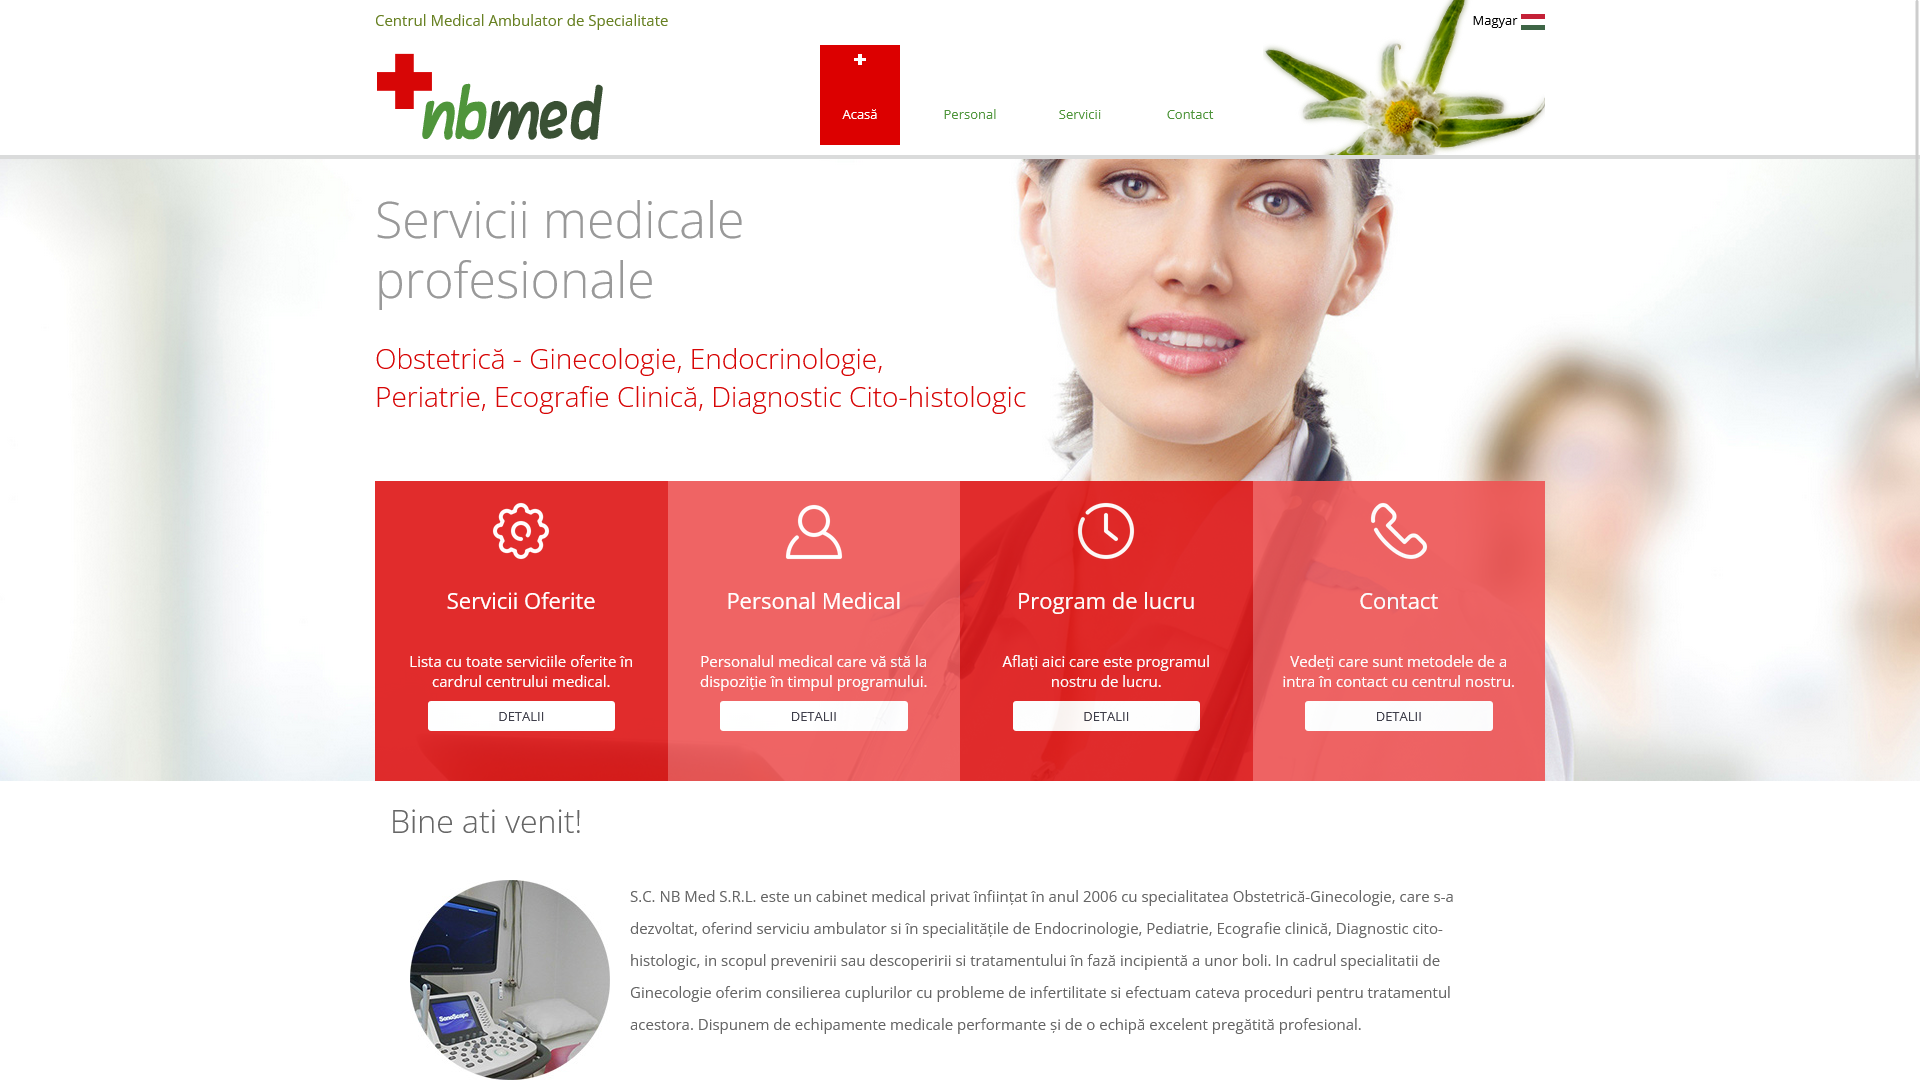 Centrul Medical Ambulator de Specialitate
Magyar
nbmed
Acasă
Personal
Servicii
Contact
Servicii medicale
profesionale
Obstetrică - Ginecologie, Endocrinologie,
Periatrie, Ecografie Clinică, Diagnostic Cito-histologic
Servicii Oferite
Lista cu toate serviciile oferite în
cardrul centrului medical.
DETALII
Personal Medical
Personalul medical care vă stă la
dispoziție în timpul programului.
DETALII
Program de lucru
Aflați aici care este programul
nostru de lucru.
DETALII
Contact
Vedeți care sunt metodele de a
intra în contact cu centrul nostru.
DETALII
Bine ati venit!
S.C. NB Med S.R.L. este un cabinet medical privat înființat în anul 2006 cu specialitatea Obstetrică-Ginecologie, care s-a
dezvoltat, oferind serviciu ambulator si în specialitățile de Endocrinologie, Pediatrie, Ecografie clinică, Diagnostic cito-
histologic, in scopul prevenirii sau descoperirii si tratamentului în fază incipientă a unor boli. In cadrul specialitatii de
Ginecologie oferim consilierea cuplurilor cu probleme de infertilitate si efectuam cateva proceduri pentru tratamentul
acestora. Dispunem de echipamente medicale performante și de o echipă excelent pregătită profesional.
SonoScape